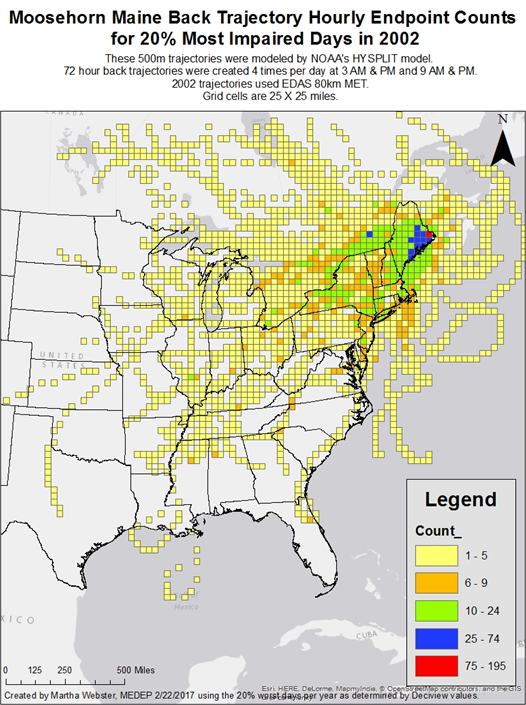 Moosehorn Maine Back Trajectory Hourly Endpoint Counts
for 20% Most Impaired Days in 2002
These 500m trajectories were modeled by NOAA's HYSPLIT model.
72 hour back trajectories were created 4 times per day at 3 AM & PM and 9 AM & PM.
2002 trajectories used EDAS 80km MET.
Grid cells are 25 X 25 miles.
CANADA
N
UNITED
STATES
Legend
Count_
1 - 5
6 - 9
10 - 24
25 - 74
75 - 195
Mexico
CUBA
0 125 250 500 Miles
Esri, HERE, DeLorme, MapmyIndia, © OpenStreetMap contributors, and the GIS
Created by Martha Webster, MEDEP 2/22/2017 using the 20% worst days per year as determined by Deciview values.